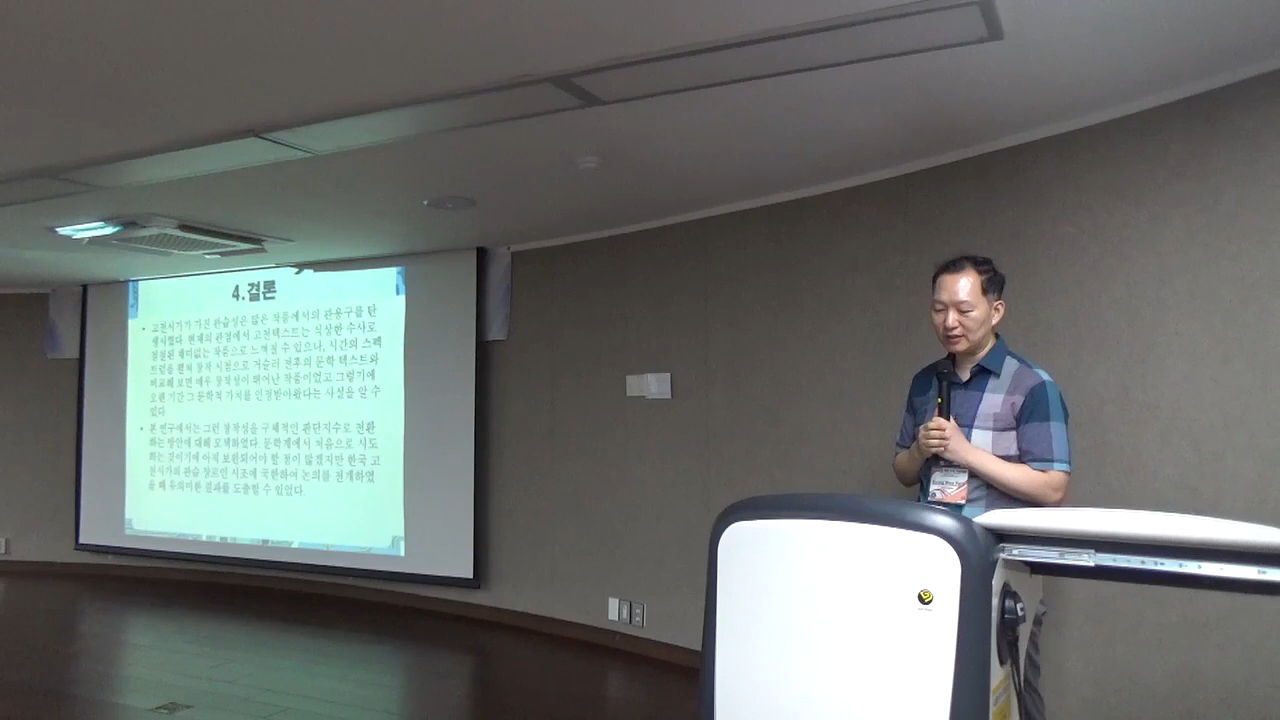 4.결론
• 고전시가가 가진 관습성은 많은 작품에서의 관용구를 탄
생시켰다. 현재의 관점에서 고전텍스트는 식상한 수사로
점철된 재미없는 작품으로 느껴질 수 있으나, 시간의 스펙
트럼을 펼쳐 창작 시점으로 거슬러 전후의 문학 텍스트와
비교해 보면 매우 창작성이 뛰어난 작품이었고 그렇기에
오랜 기간 그 문학적 가치를 인정받아왔다는 사실을 알 수
있다.
• 본 연구에서는 그런 창작성을 구체적인 판단지수로 전환
하는 방안에 대해 모색하였다. 문학계에서 처음으로 시도
하는 것이기에 아직 보완되어야 할 점이 많겠지만 한국 고
전시가의 관습 장르인 시조에 국한하여 논의를 전개하였
을 때 유의미한 결과를 도출할 수 있었다.